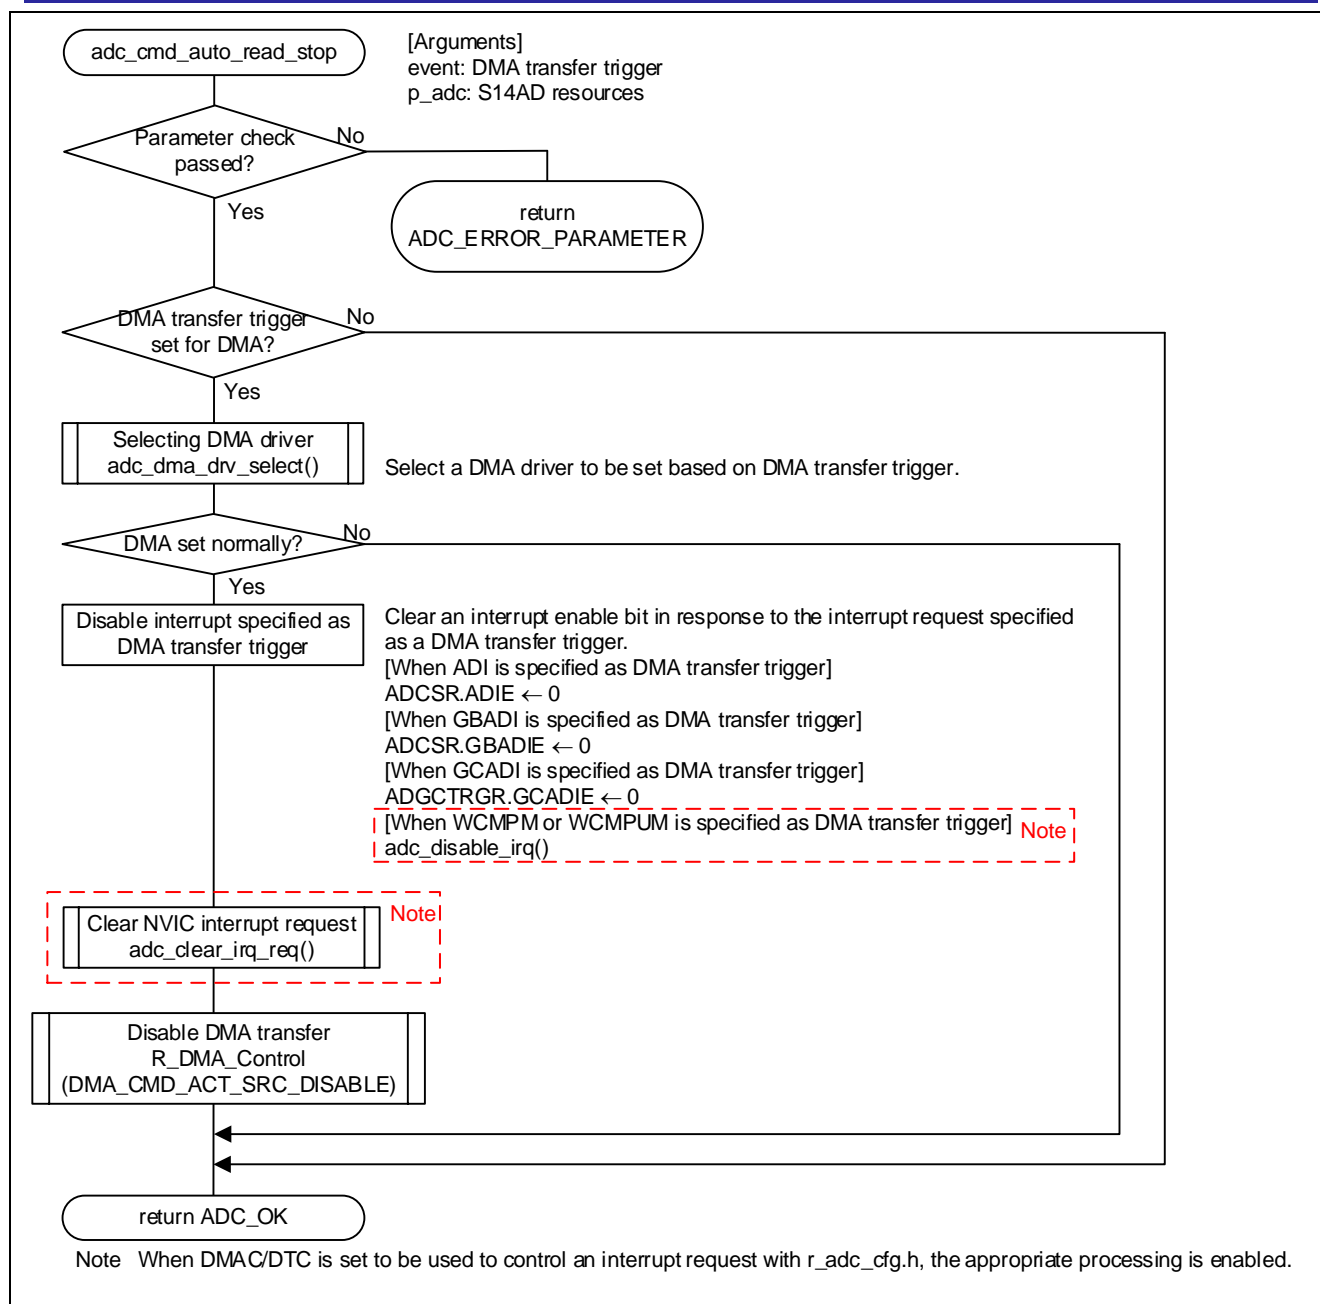 adc_cmd_auto_read_stop
[Arguments]
event: DMA transfer trigger
p_adc: S14AD resources
Parameter check
passed?
No
Yes
return
ADC_ERROR_PARAMETER
DMA transfer trigger
set for DMA?
No
Yes
Selecting DMA driver
adc_dma_drv_select()
Select a DMA driver to be set based on DMA transfer trigger.
DMA set normally?
No
Yes
Disable interrupt specified as
DMA transfer trigger
Clear an interrupt enable bit in response to the interrupt request specified
as a DMA transfer trigger.
[When ADI is specified as DMA transfer trigger]
ADCSR.ADIE ← 0
[When GBADI is specified as DMA transfer trigger]
ADCSR.GBADIE ← 0
[When GCADI is specified as DMA transfer trigger]
ADGCTRGR.GCADIE ← 0
[When WCMPM or WCMPUM is specified as DMA transfer trigger] Note
adc_disable_irq()
Clear NVIC interrupt request
adc_clear_irq_req()
Note
Disable DMA transfer
R_DMA_Control
(DMA_CMD_ACT_SRC_DISABLE)
return ADC_OK
Note When DMAC/DTC is set to be used to control an interrupt request with r_adc_cfg.h, the appropriate processing is enabled.